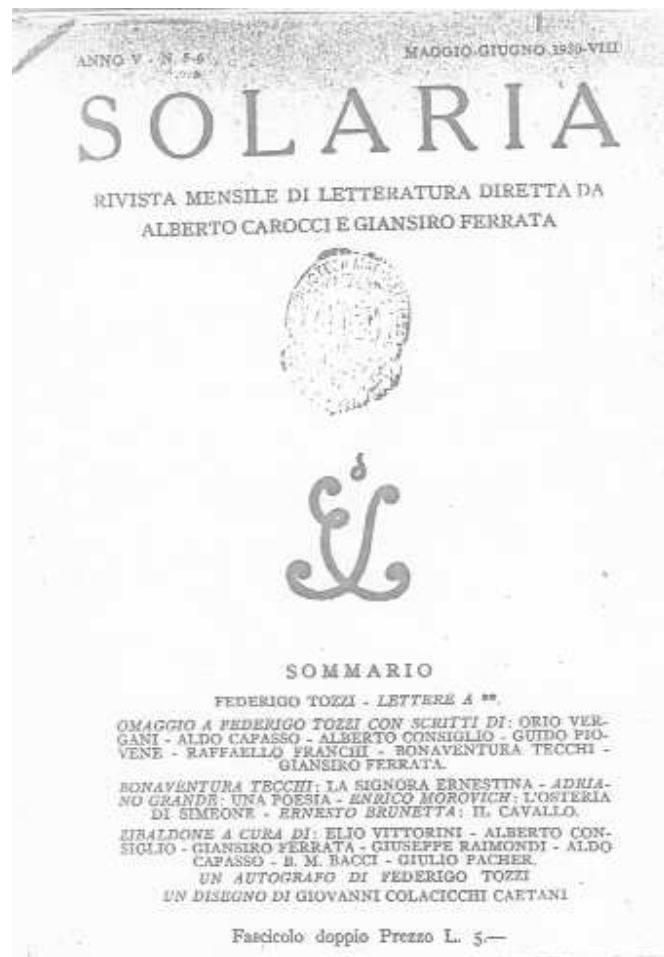 ANNO V - N. 5-6
MAGGIO-GIUGNO 1930-VIII
SOLARIA
RIVISTA MENSILE DI LETTERATURA DIRETTA DA
ALBERTO CAROCCI E GIANSIRO FERRATA
SOMMARIO
FEDERIGO TOZZI - LETTERE A **.
OMAGGIO A FEDERIGO TOZZI CON SCRITTI DI: ORIO VER-
GANI - ALDO CAPASSO - ALBERTO CONSIGLIO - GUIDO PIO-
VENE - RAFFAELLO FRANCHI - BONAVENTURA TECCHI -
GIANSIRO FERRATA.
BONAVENTURA TECCHI: LA SIGNORA ERNESTINA - ADRIA-
NO GRANDE: UNA POESIA - ENRICO MOROVICH: L'OSTERIA
DI SIMEONE - ERNESTO BRUNETTA: IL CAVALLO.
ZIBALDONE A CURA DI: ELIO VITTORINI - ALBERTO CON-
SIGLIO - GIANSIRO FERRATA - GIUSEPPE RAIMONDI - ALDO
CAPASSO - B. M. BACCI - GIULIO PACHER.
UN AUTOGRAFO DI FEDERIGO TOZZI
UN DISEGNO DI GIOVANNI COLACICCHI CAETANI
Fascicolo doppio Prezzo L. 5.—